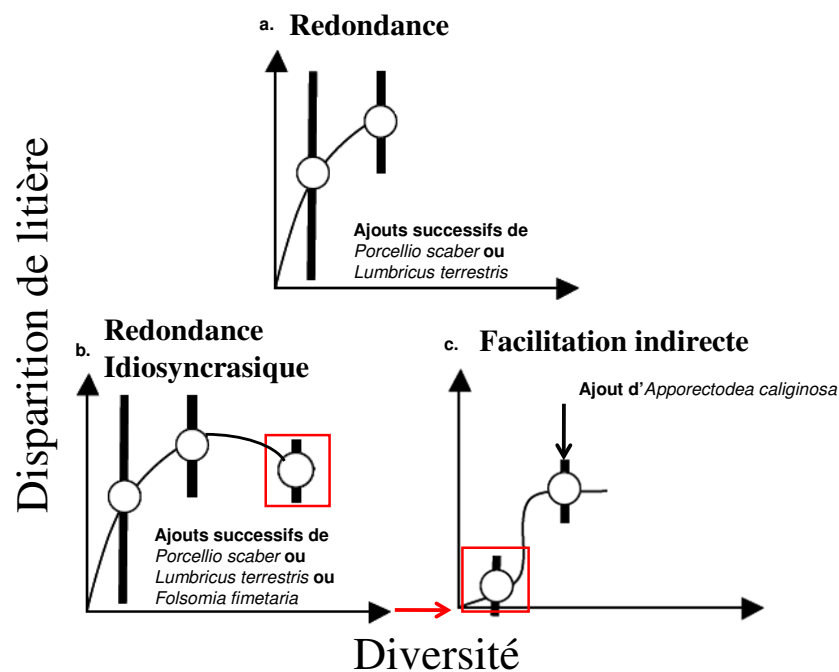 a. Redondance
Disparition de litière
Ajouts successifs de
Porcellio scaber ou
Lumbricus terrestris
b. Redondance
Idiosyncrasique
Ajouts successifs de
Porcellio scaber ou
Lumbricus terrestris ou
Folsomia fimetaria
c. Facilitation indirecte
Ajout d'Apporectodea caliginosa
Diversité